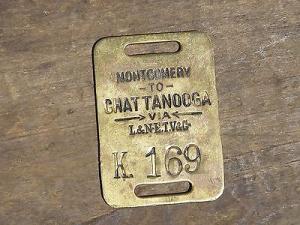 MONTGOMERY
—TO—
CHATTANOOGA
VIA
L&N-E.T.V&G
K 169